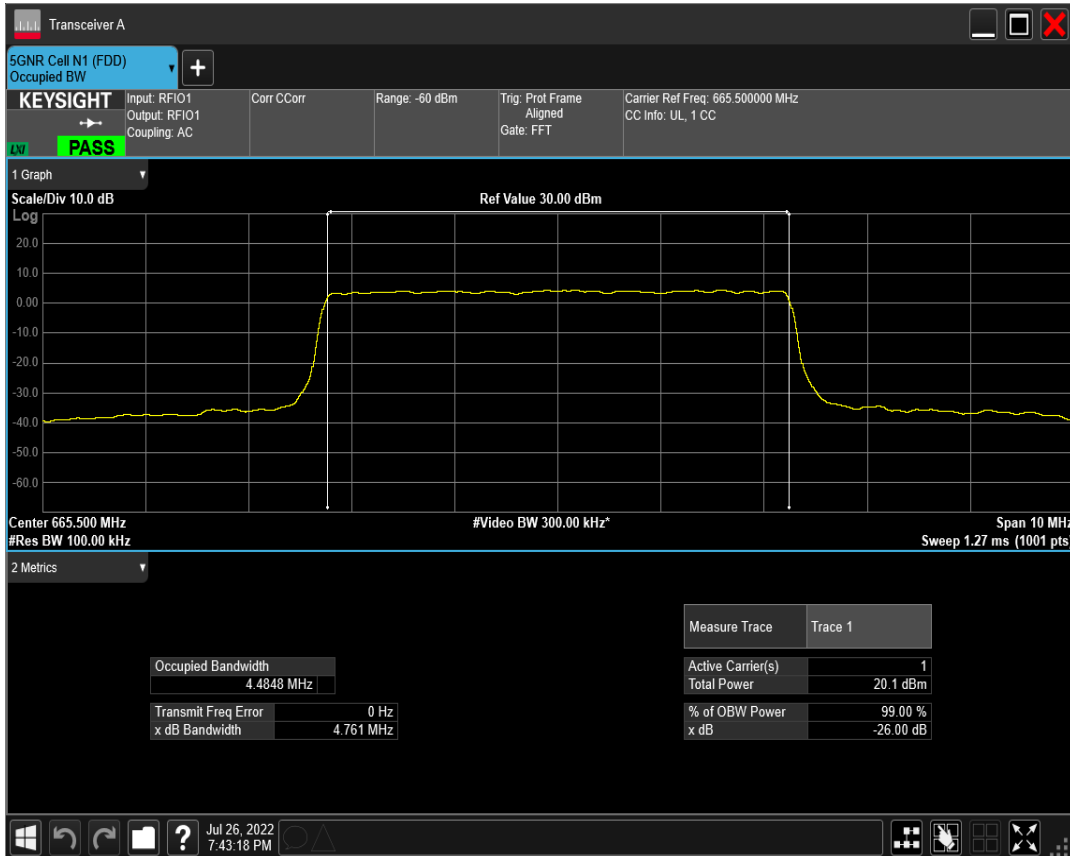 Transceiver A
5GNR Cell N1 (FDD)
Occupied BW
+
KEYSIGHT
LXI
PASS
Input: RFIO1
Output: RFIO1
Coupling: AC
Corr CCorr
Range: -60 dBm
Trig: Prot Frame
Aligned
Gate: FFT
Carrier Ref Freq: 665.500000 MHz
CC Info: UL, 1 CC
1 Graph
Scale/Div 10.0 dB
Ref Value 30.00 dBm
Log
20.0
10.0
0.00
-10.0
-20.0
-30.0
-40.0
-50.0
-60.0
Center 665.500 MHz
#Video BW 300.00 kHz*
Span 10 MHz
#Res BW 100.00 kHz
Sweep 1.27 ms (1001 pts)
2 Metrics
Measure Trace Trace 1
Occupied Bandwidth
4.4848 MHz
Active Carrier(s) 1
Total Power 20.1 dBm
Transmit Freq Error 0 Hz
x dB Bandwidth 4.761 MHz
% of OBW Power 99.00 %
x dB -26.00 dB
?
Jul 26, 2022
7:43:18 PM